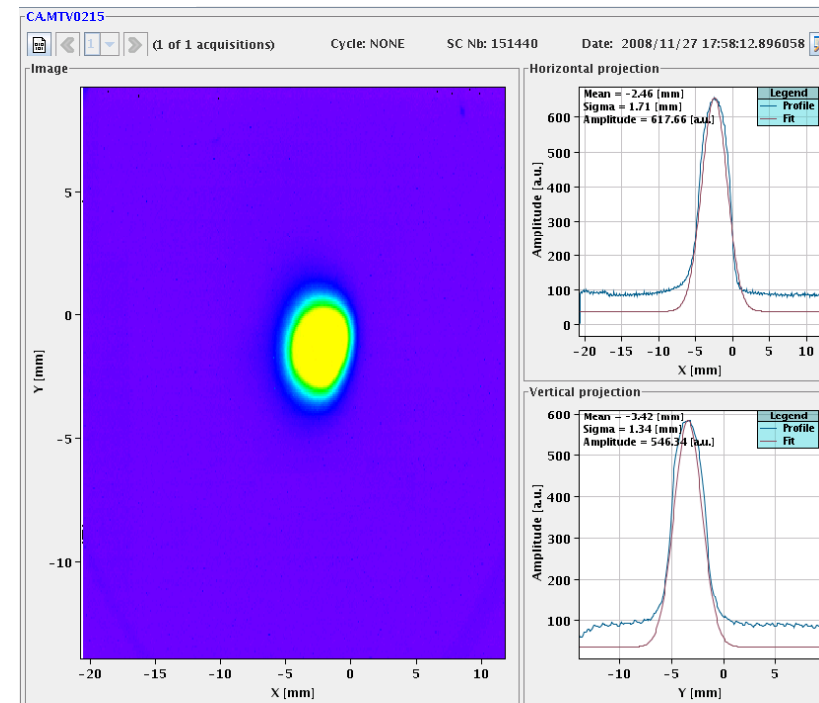 CA.MTV0215
1 (1 of 1 acquisitions) Cycle: NONE SC Nb: 151440 Date: 2008/11/27 17:58:12.896058
Image
5
0
-5
-10
Y [mm]
-20 -15 -10 -5 0 5 10
X [mm]
Horizontal projection
Mean = -2.46 [mm]
Sigma = 1.71 [mm]
Amplitude = 617.66 [a.u.]
Legend
Profile
Fit
600
500
400
300
200
100
0
Amplitude [a.u.]
-20 -15 -10 -5 0 5 10
X [mm]
Vertical projection
Mean = -3.42 [mm]
Sigma = 1.34 [mm]
Amplitude = 546.34 [a.u.]
Legend
Profile
Fit
600
500
400
300
200
100
Amplitude [a.u.]
-10 -5 0 5
Y [mm]